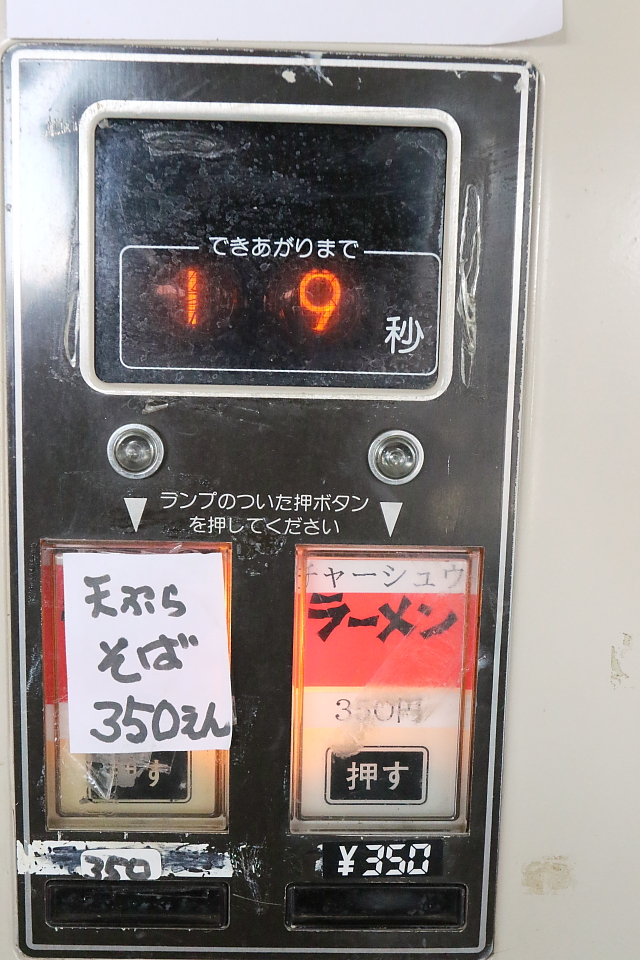 できあがりまで
19
秒
ランプのついた押ボタン
を押してください
天ぷら
そば
350えん
押す
350
チャーシュウ
ラーメン
350円
押す
¥350